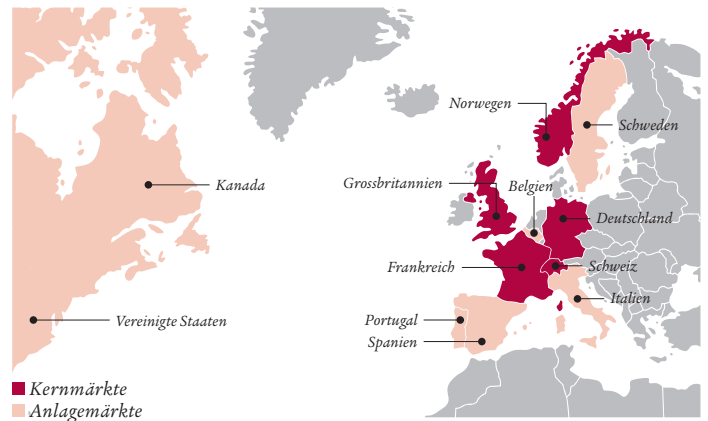 Norwegen
Schweden
Kanada
Grossbritannien
Belgien
Deutschland
Frankreich
Schweiz
Italien
Vereinigte Staaten
Portugal
Spanien
Kernmärkte
Anlagemärkte